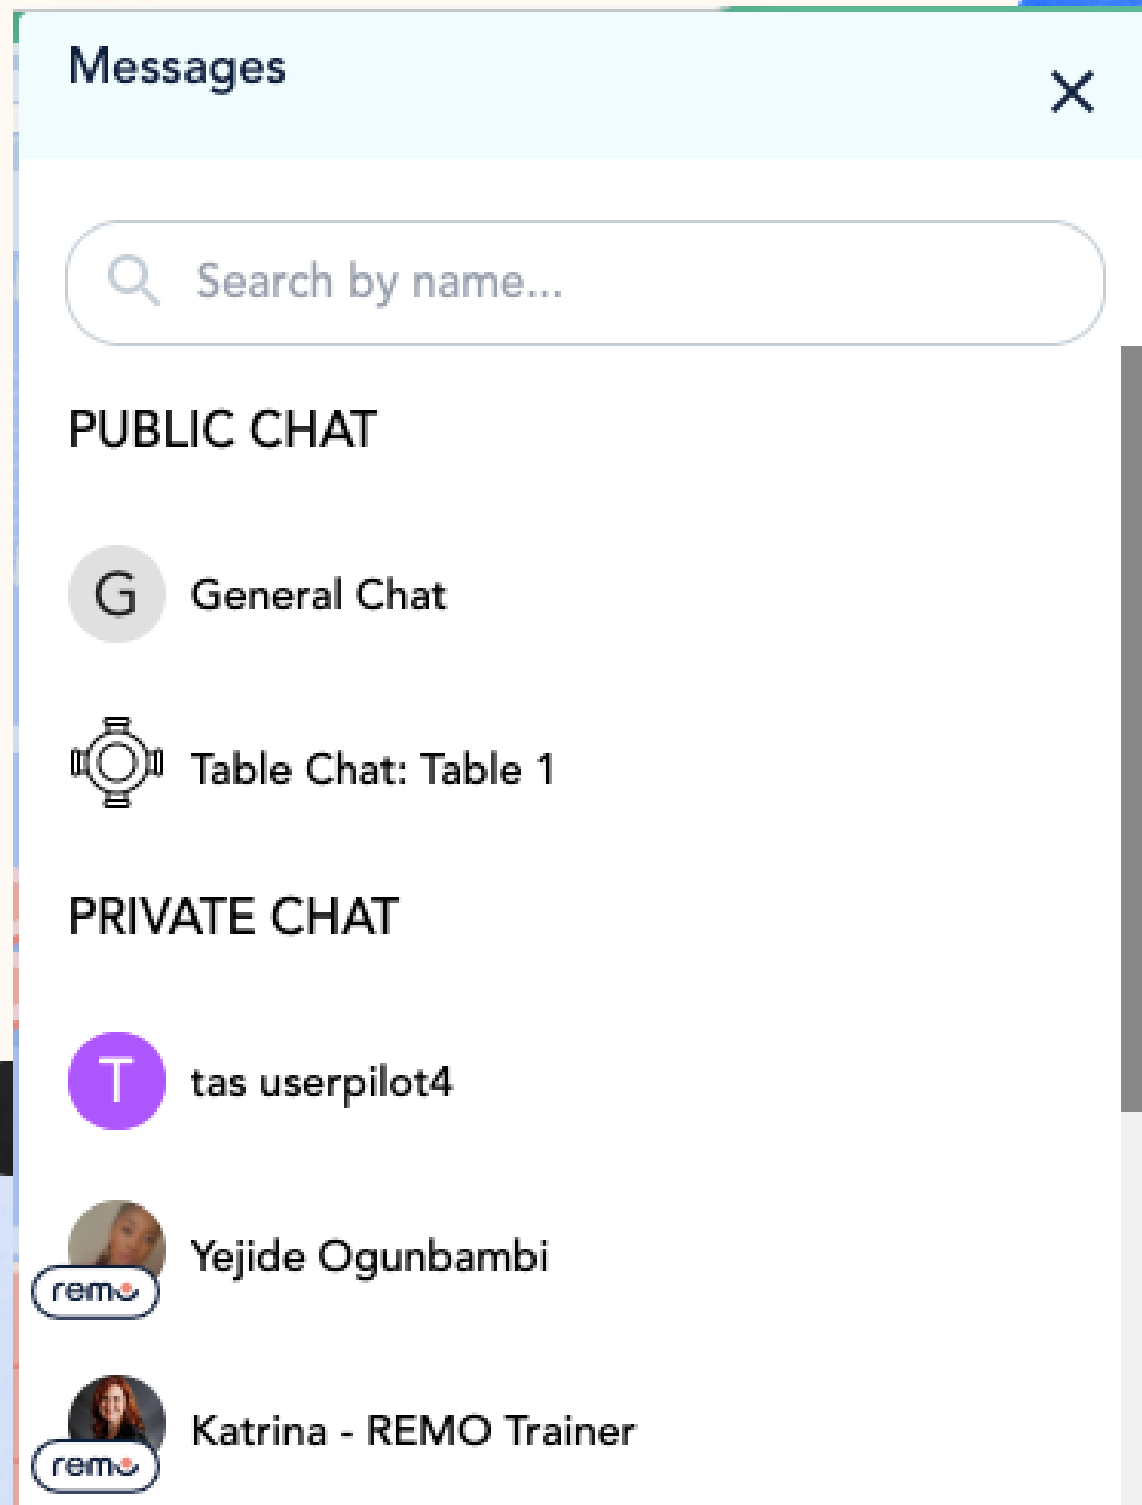 Messages
Search by name...
PUBLIC CHAT
G
General Chat
Table Chat: Table 1
PRIVATE CHAT
T
tas userpilot4
Yejide Ogunbambi
remo
Katrina - REMO Trainer
remo